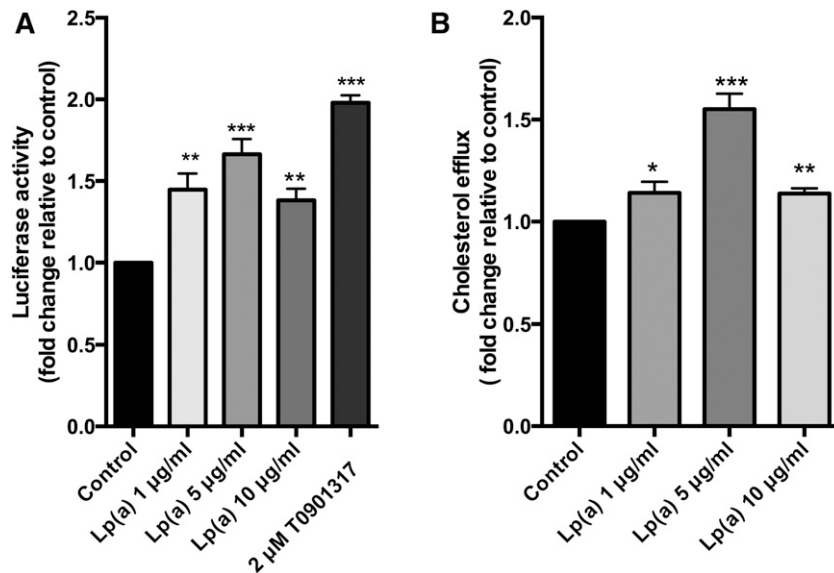 A
Luciferase activity
(fold change relative to control)
2.5
2.0
1.5
1.0
0.5
0.0
**
***
**
***
Control
Lp(a) 1 µg/ml
Lp(a) 5 µg/ml
Lp(a) 10 µg/ml
2 µM T0901317
B
Cholesterol efflux
( fold change relative to control)
2.0
1.5
1.0
0.5
0.0
*
***
**
Control
Lp(a) 1 µg/ml
Lp(a) 5 µg/ml
Lp(a) 10 µg/ml